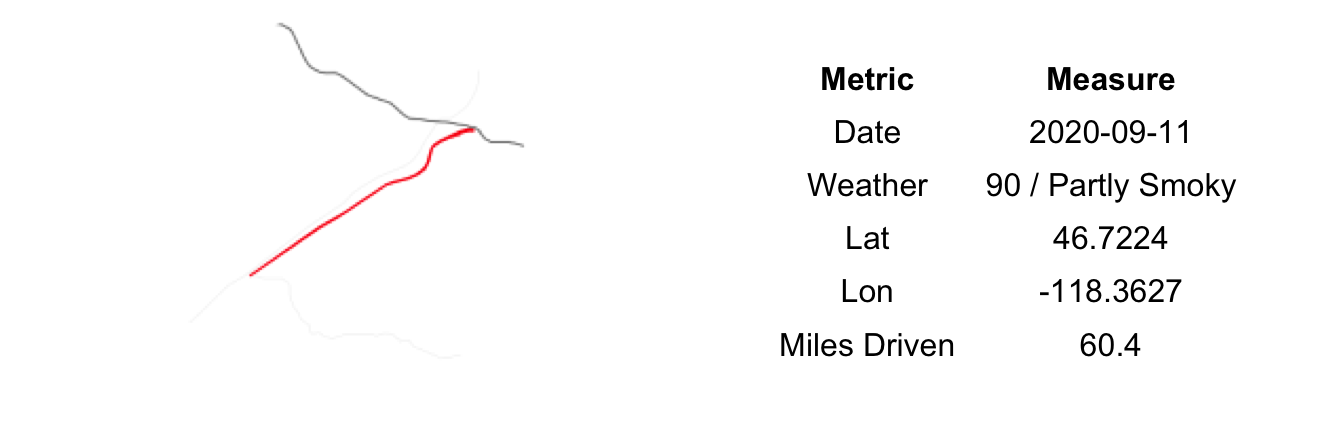 Metric Measure
Date 2020-09-11
Weather 90 / Partly Smoky
Lat 46.7224
Lon -118.3627
Miles Driven 60.4